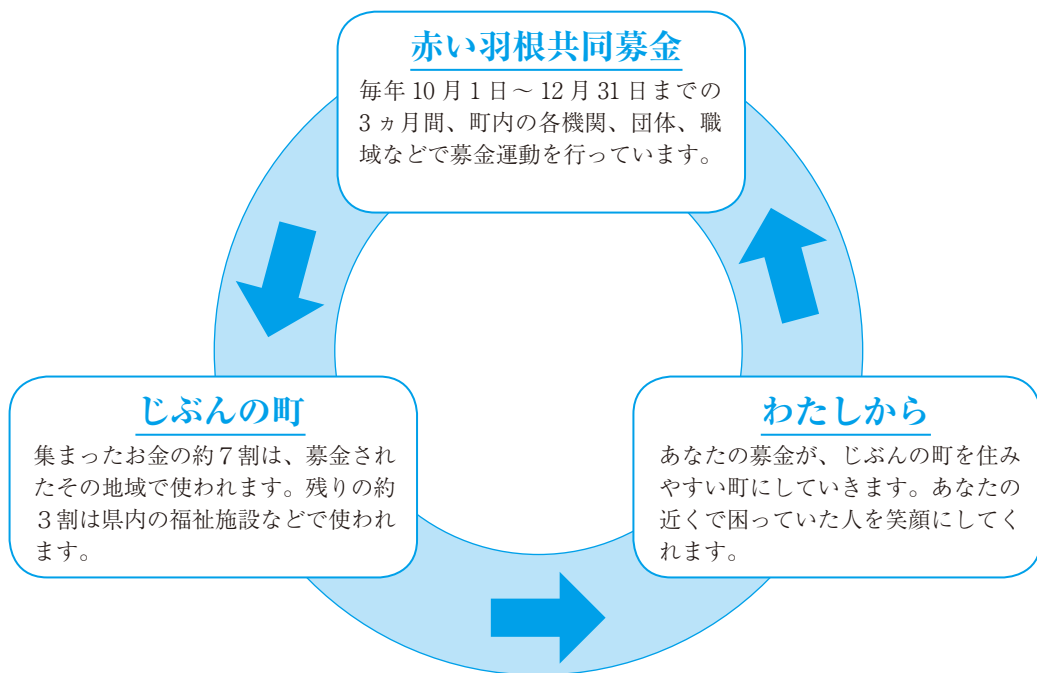 赤い羽根共同募金
毎年 10 月 1 日～ 12 月 31 日までの
3 ヵ月間、町内の各機関、団体、職
域などで募金運動を行っています。
じぶんの町
集まったお金の約７割は、募金され
たその地域で使われます。残りの約
３割は県内の福祉施設などで使われ
ます。
わたしから
あなたの募金が、じぶんの町を住み
やすい町にしていきます。あなたの
近くで困っていた人を笑顔にしてく
れます。